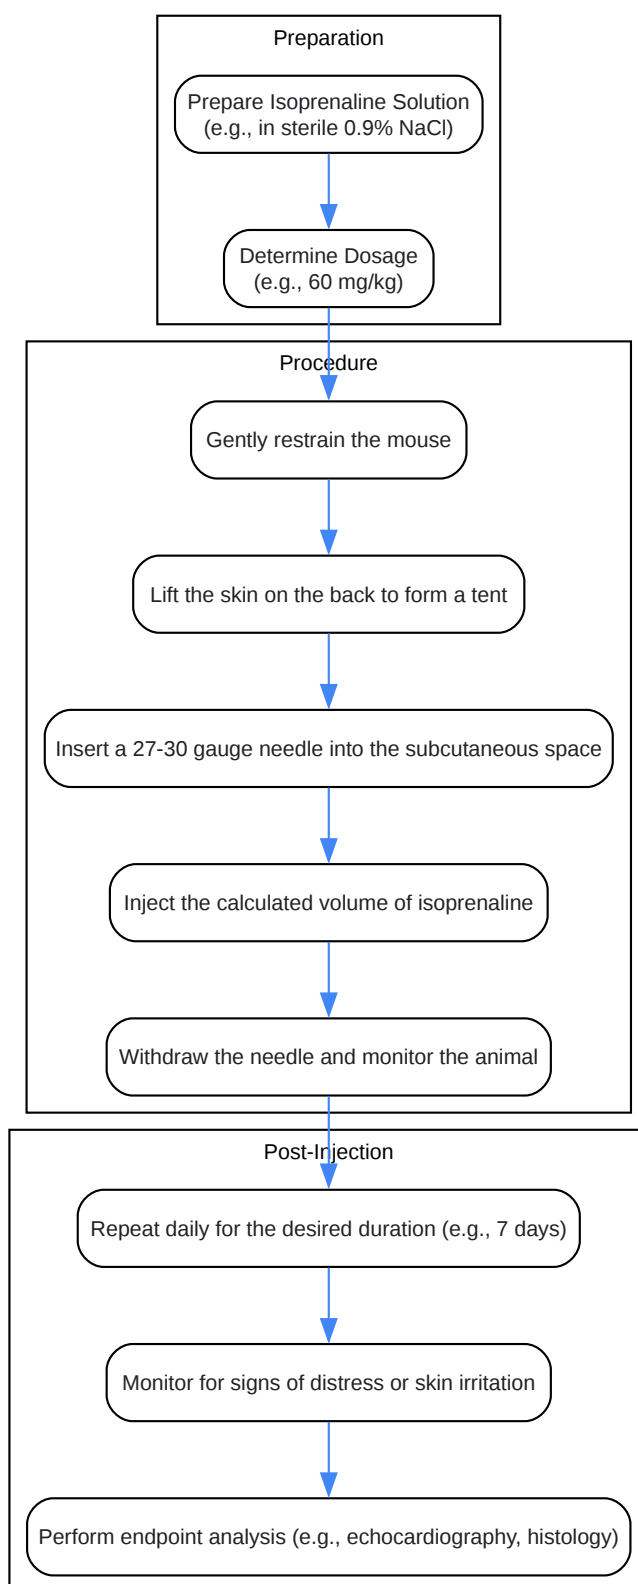 Preparation
Prepare Isoprenaline Solution
(e.g., in sterile 0.9% NaCl)
Determine Dosage
(e.g., 60 mg/kg)
Procedure
Gently restrain the mouse
Lift the skin on the back to form a tent
Insert a 27-30 gauge needle into the subcutaneous space
Inject the calculated volume of isoprenaline
Withdraw the needle and monitor the animal
Post-Injection
Repeat daily for the desired duration (e.g., 7 days)
Monitor for signs of distress or skin irritation
Perform endpoint analysis (e.g., echocardiography, histology)